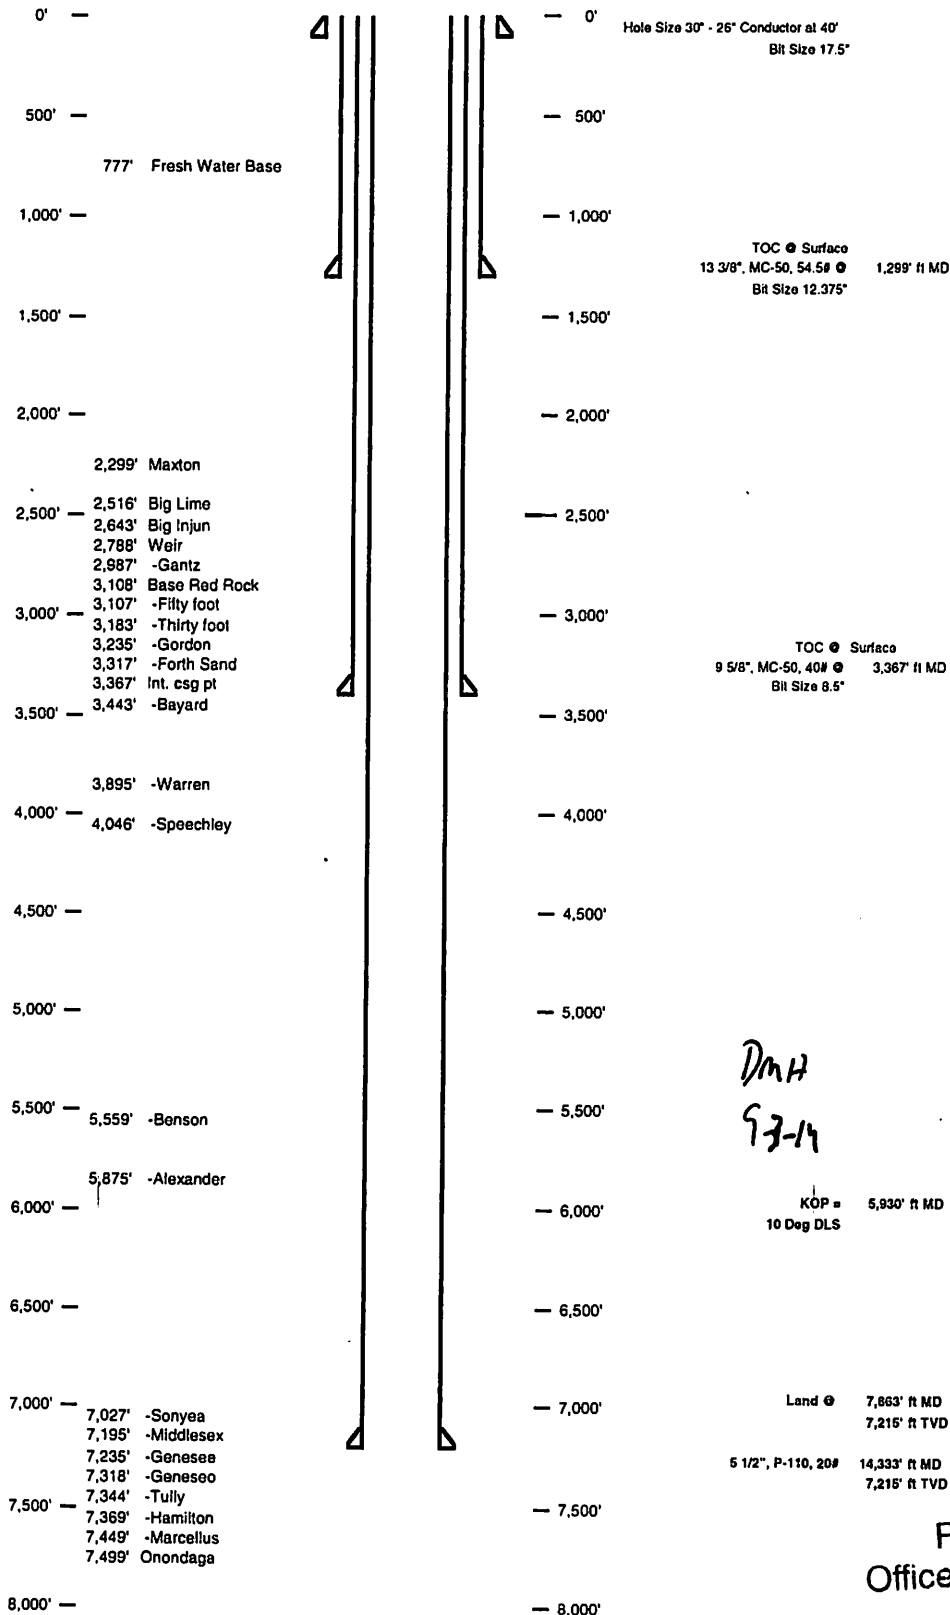 0' 0'
Hole Size 30" - 26" Conductor at 40'
Bit Size 17.5"
500' 500'
777' Fresh Water Base
1,000' 1,000'
TOC @ Surface
13 3/8", MC-50, 54.5# @ 1,299' ft MD
Bit Size 12.375"
1,500' 1,500'
2,000' 2,000'
2,299' Maxton
2,516' Big Lime
2,500' 2,500'
2,643' Big Injun
2,788' Weir
2,987' -Gantz
3,108' Base Red Rock
3,107' -Fifty foot
3,000' 3,000'
3,183' -Thirty foot
3,235' -Gordon
TOC @ Surface
3,317' -Forth Sand
9 5/8", MC-50, 40# @ 3,367' ft MD
3,367' Int. csg pt
Bit Size 8.5"
3,443' -Bayard
3,500' 3,500'
3,895' -Warren
4,000' 4,000'
4,046' -Speechley
4,500' 4,500'
5,000' 5,000'
DMH
5,500' 5,500'
5,559' -Benson
5,875' -Alexander
KOP = 5,930' ft MD
6,000' 6,000'
10 Deg DLS
6,500' 6,500'
Land @ 7,863' ft MD
7,000' 7,000'
7,027' -Sonyea
7,215' ft TVD
7,195' -Middlesex
7,235' -Genesee
5 1/2", P-110, 20# 14,333' ft MD
7,318' -Geneseo
7,215' ft TVD
7,344' -Tully
7,500' 7,500'
7,369' -Hamilton
7,449' -Marcellus
7,499' Onondaga
Office
8,000' 8,000'